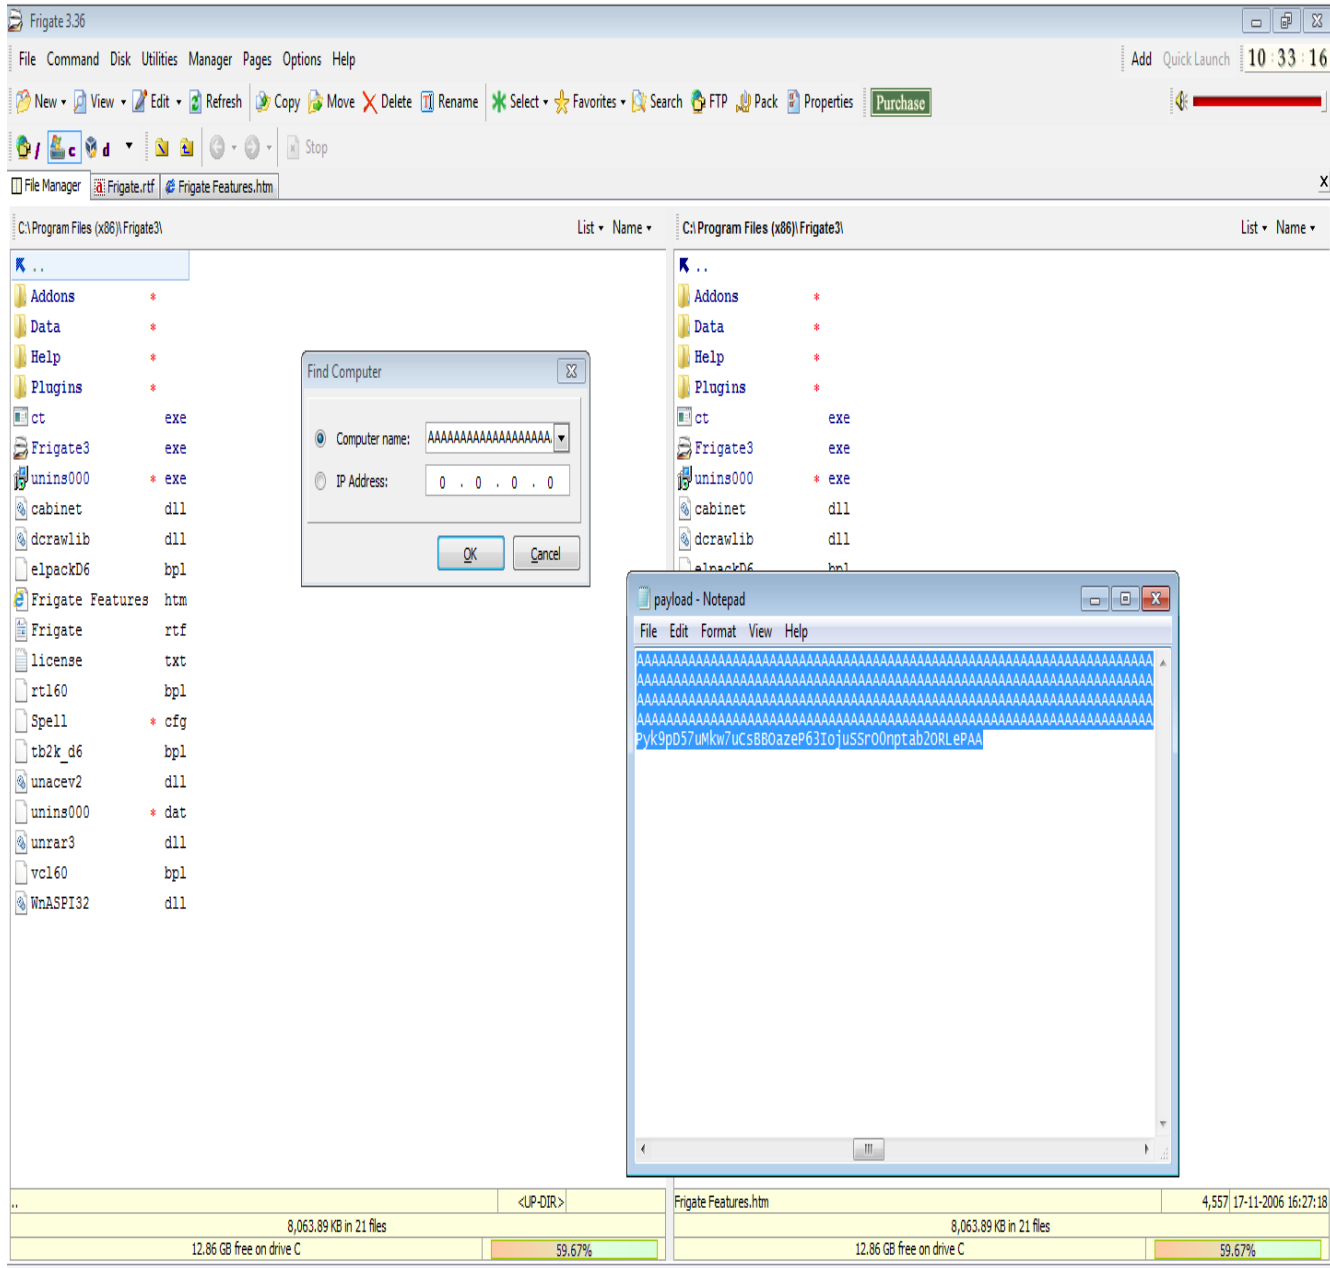 Frigate 3.36
File Command Disk Utilities Manager Pages Options Help Add Quick Launch 10:33:16
New View Edit Refresh Copy Move Delete Rename Select Favorites Search FTP Pack Properties Purchase
/ c d Stop
File Manager Frigate.rtf Frigate Features.htm X
C:\Program Files (x86)\Frigate3\ List Name C:\Program Files (x86)\Frigate3\ List Name
.. ..
Addons * Addons *
Data * Data *
Help * Help *
Plugins * Plugins *
ct exe ct exe
Frigate3 exe Frigate3 exe
unins000 * exe unins000 * exe
cabinet dll cabinet dll
dcrawlib dll dcrawlib dll
elpackD6 bpl elpackD6 bpl
Frigate Features htm
Frigate rtf
license txt
rtl60 bpl
Spell * cfg
tb2k_d6 bpl
unacev2 dll
unins000 * dat
unrar3 dll
vcl60 bpl
WnASPI32 dll
Find Computer
Computer name: AAAAAAAAAAAAAAAAAAA
IP Address: 0 . 0 . 0 . 0
OK Cancel
payload - Notepad
File Edit Format View Help
.. <UP-DIR> Frigate Features.htm 4,557 17-11-2006 16:27:18
8,063.89 KB in 21 files 8,063.89 KB in 21 files
12.86 GB free on drive C 59.67% 12.86 GB free on drive C 59.67%